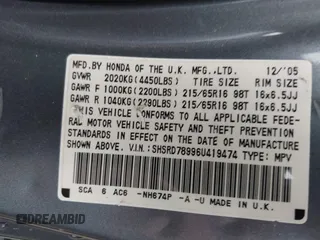 MFD.BY HONDA OF THE U.K. MFG.,LTD. 12/'05
GVWR 2020KG(4450LBS) TIRE SIZE RIM SIZE
GAWR F 1000KG(2200LBS) 215/65R16 98T 16x6.5JJ
GAWR R 1040KG(2290LBS) 215/65R16 98T 16x6.5JJ
THIS VEHICLE CONFORMS TO ALL APPLICABLE FEDE-
RAL MOTOR VEHICLE SAFETY AND THEFT PREVENTION
STANDARDS IN EFFECT ON THE DATE OF MANUFACTURE
SHOWN ABOVE. V.I.N.: SHSRD78996U419474 TYPE: MPV
SCA 6 AC6 -NH674P -A -U MADE IN U.K.
DREAMBID